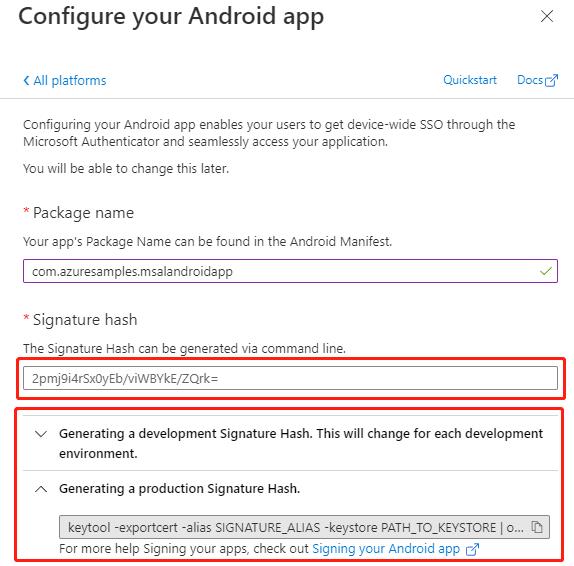 Configure your Android app
All platforms Quickstart Docs
Configuring your Android app enables your users to get device-wide SSO through the
Microsoft Authenticator and seamlessly access your application.
You will be able to change this later.
* Package name
Your app's Package Name can be found in the Android Manifest.
com.azuresamples.msalandroidapp
* Signature hash
The Signature Hash can be generated via command line.
2pmj9i4rSx0yEb/viWBYkE/ZQrk=
Generating a development Signature Hash. This will change for each development
environment.
Generating a production Signature Hash.
keytool -exportcert -alias SIGNATURE_ALIAS -keystore PATH_TO_KEYSTORE | o...
For more help Signing your apps, check out Signing your Android app